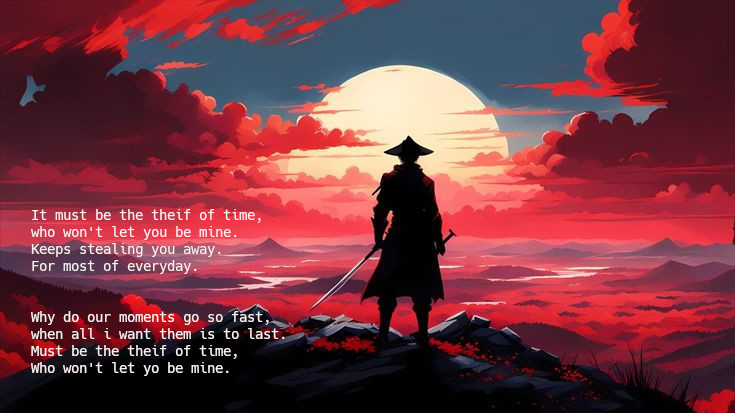 It must be the theif of time,
who won't let you be mine.
Keeps stealing you away.
For most of everyday.
Why do our moments go so fast,
when all i want them is to last.
Must be the theif of time,
Who won't let yo be mine.